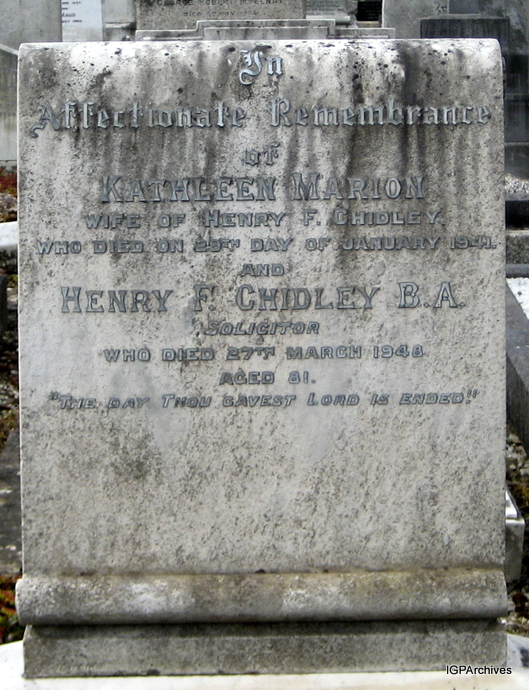 In
Affectionate Remembrance
of
KATHLEEN MARION
WIFE OF HENRY F. CHIDLEY.
WHO DIED ON 29TH DAY OF JANUARY 1941.
AND
HENRY F. CHIDLEY B.A.
SOLICITOR
WHO DIED 27TH MARCH 1948.
AGED 81.
"THE DAY THOU GAVEST LORD IS ENDED."
IGPArchives